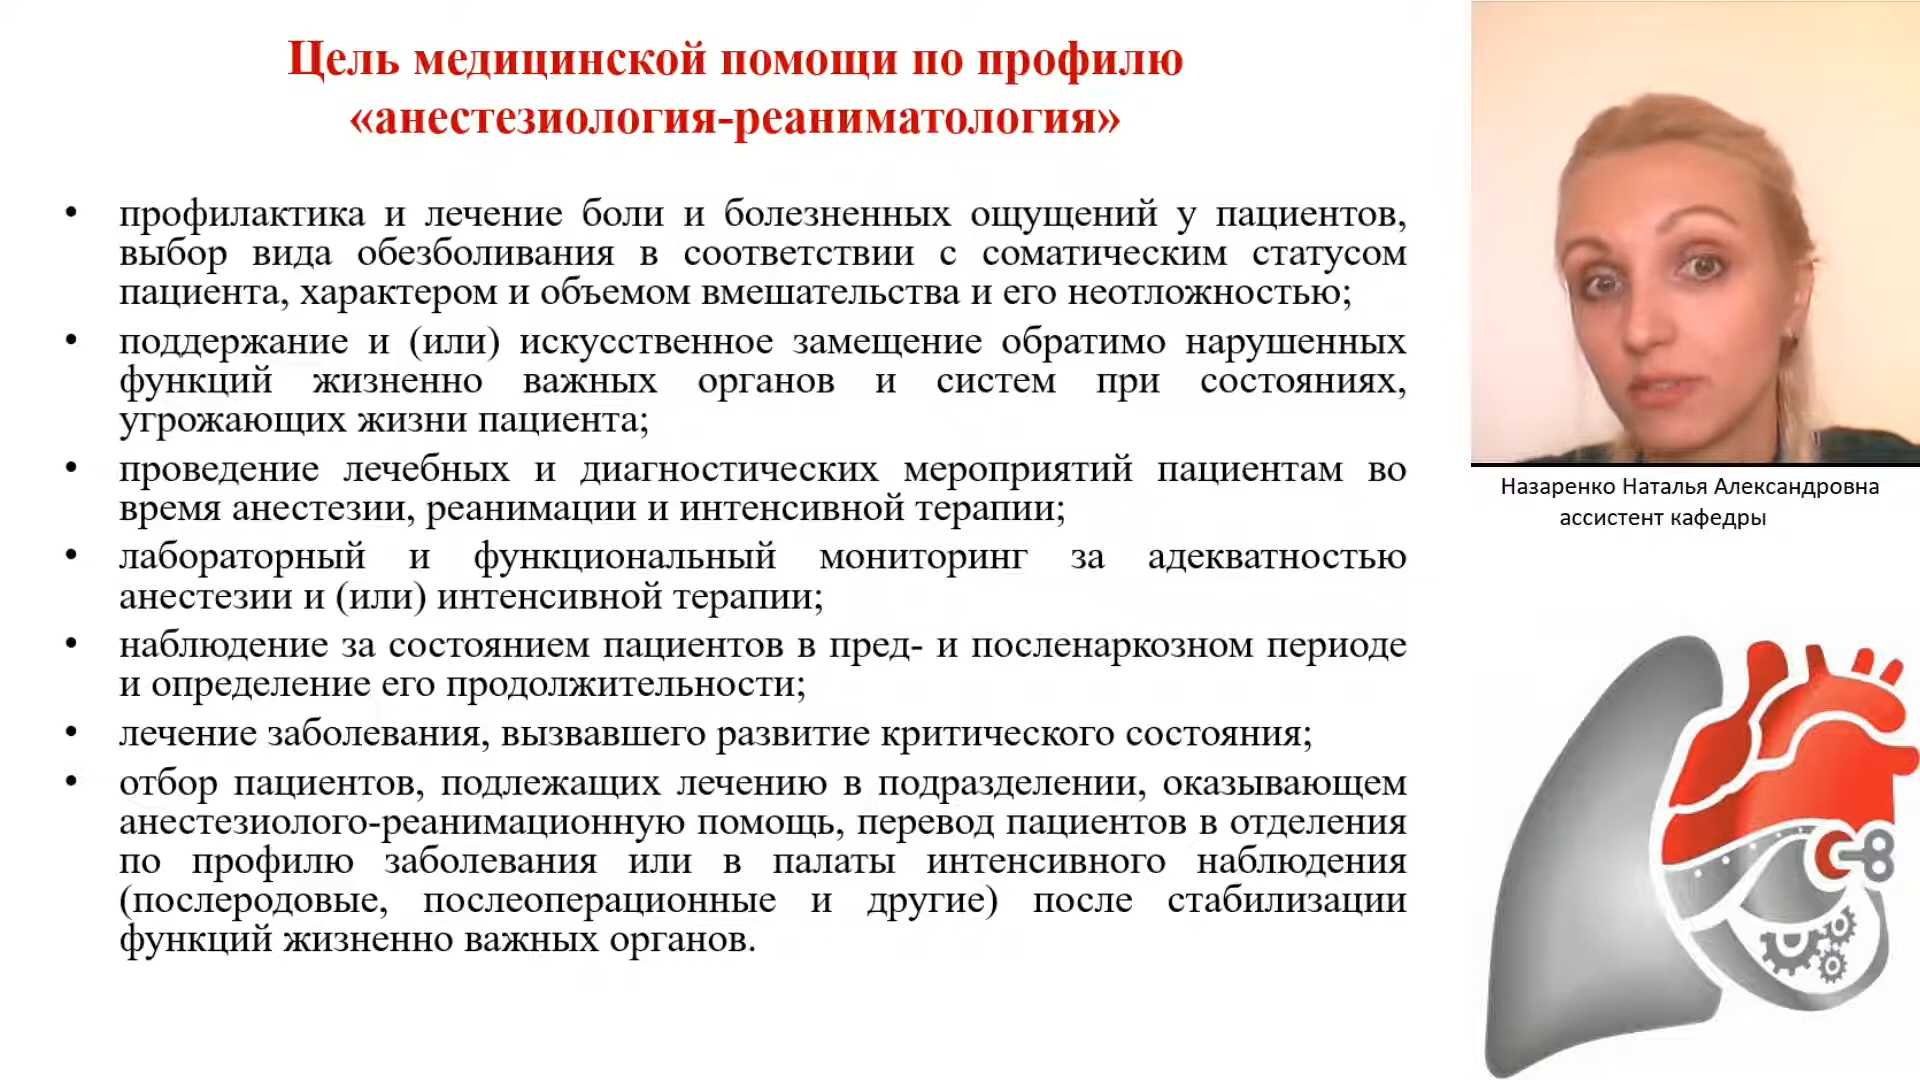 Цель медицинской помощи по профилю
«анестезиология-реаниматология»
• профилактика и лечение боли и болезненных ощущений у пациентов,
выбор вида обезболивания в соответствии с соматическим статусом
пациента, характером и объемом вмешательства и его неотложностью;
• поддержание и (или) искусственное замещение обратимо нарушенных
функций жизненно важных органов и систем при состояниях,
угрожающих жизни пациента;
• проведение лечебных и диагностических мероприятий пациентам во
время анестезии, реанимации и интенсивной терапии;
• лабораторный и функциональный мониторинг за адекватностью
анестезии и (или) интенсивной терапии;
• наблюдение за состоянием пациентов в пред- и посленаркозном периоде
и определение его продолжительности;
• лечение заболевания, вызвавшего развитие критического состояния;
• отбор пациентов, подлежащих лечению в подразделении, оказывающем
анестезиолого-реанимационную помощь, перевод пациентов в отделения
по профилю заболевания или в палаты интенсивного наблюдения
(послеродовые, послеоперационные и другие) после стабилизации
функций жизненно важных органов.
Назаренко Наталья Александровна
ассистент кафедры